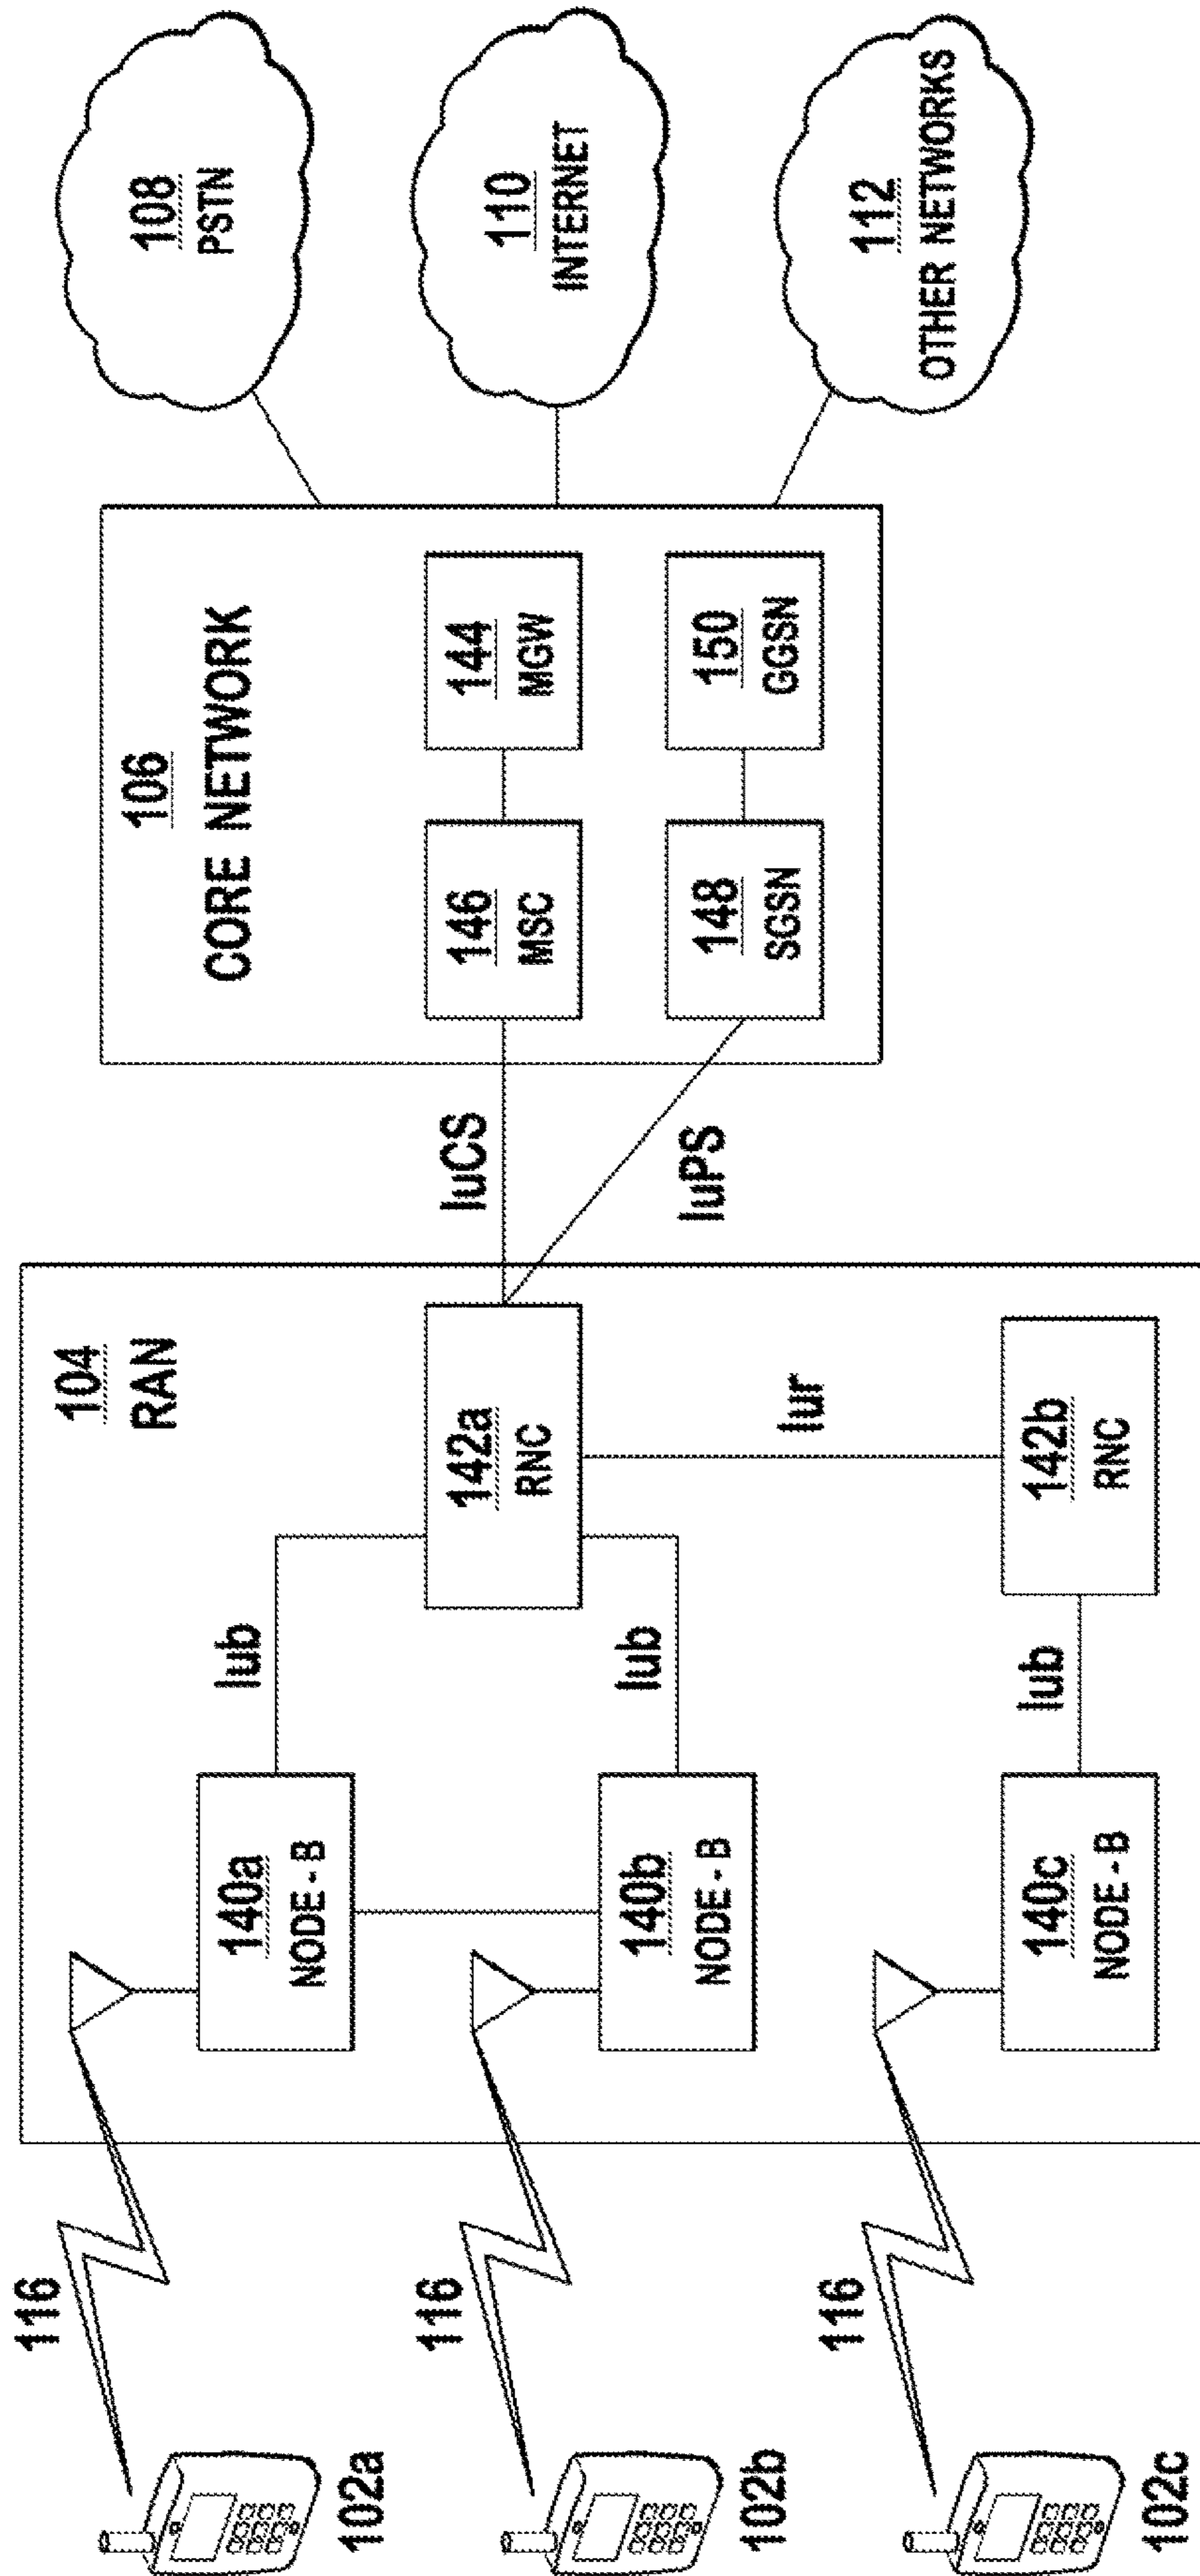 116
102a
116
102b
116
102c
104
RAN
140a
NODE - B
Iub
140b
NODE - B
Iub
142a
RNC
Iur
140c
NODE - B
Iub
142b
RNC
IuCS
IuPS
106
CORE NETWORK
146
MSC
144
MGW
148
SGSN
150
GGSN
108
PSTN
110
INTERNET
112
OTHER NETWORKS